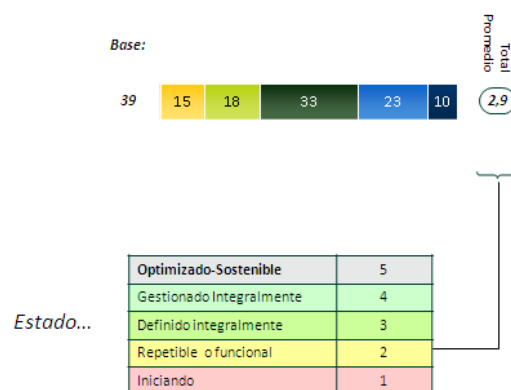 Base:
Total
Promedio
39 15 18 33 23 10 2,9
Optimizado-Sostenible 5
Gestionado Integralmente 4
Definido integralmente 3
Repetible o funcional 2
Iniciando 1
Estado...